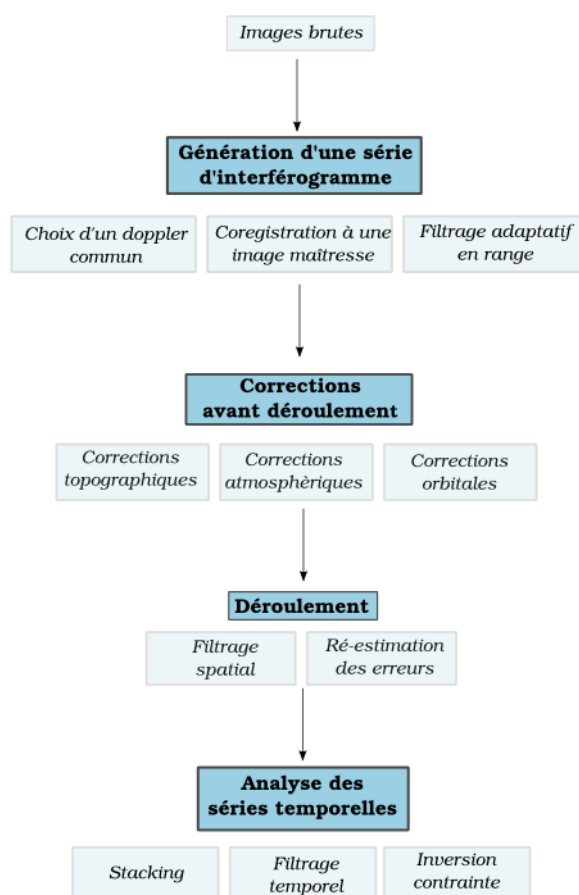 Images brutes
Génération d'une série
d'interférogramme
Choix d'un doppler
commun
Coregistration à une
image maîtresse
Filtrage adaptatif
en range
Corrections
avant déroulement
Corrections
topographiques
Corrections
atmosphèriques
Corrections
orbitales
Déroulement
Filtrage
spatial
Ré-estimation
des erreurs
Analyse des
séries temporelles
Stacking
Filtrage
temporel
Inversion
contrainte